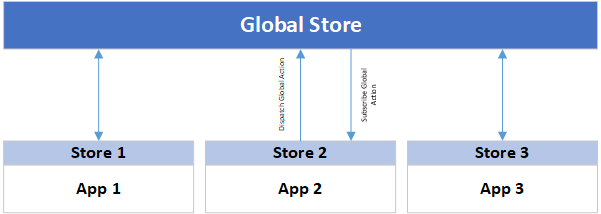 Global Store
Dispatch Global Action
Subscribe Global
Action
Store 1
Store 2
Store 3
App 1
App 2
App 3